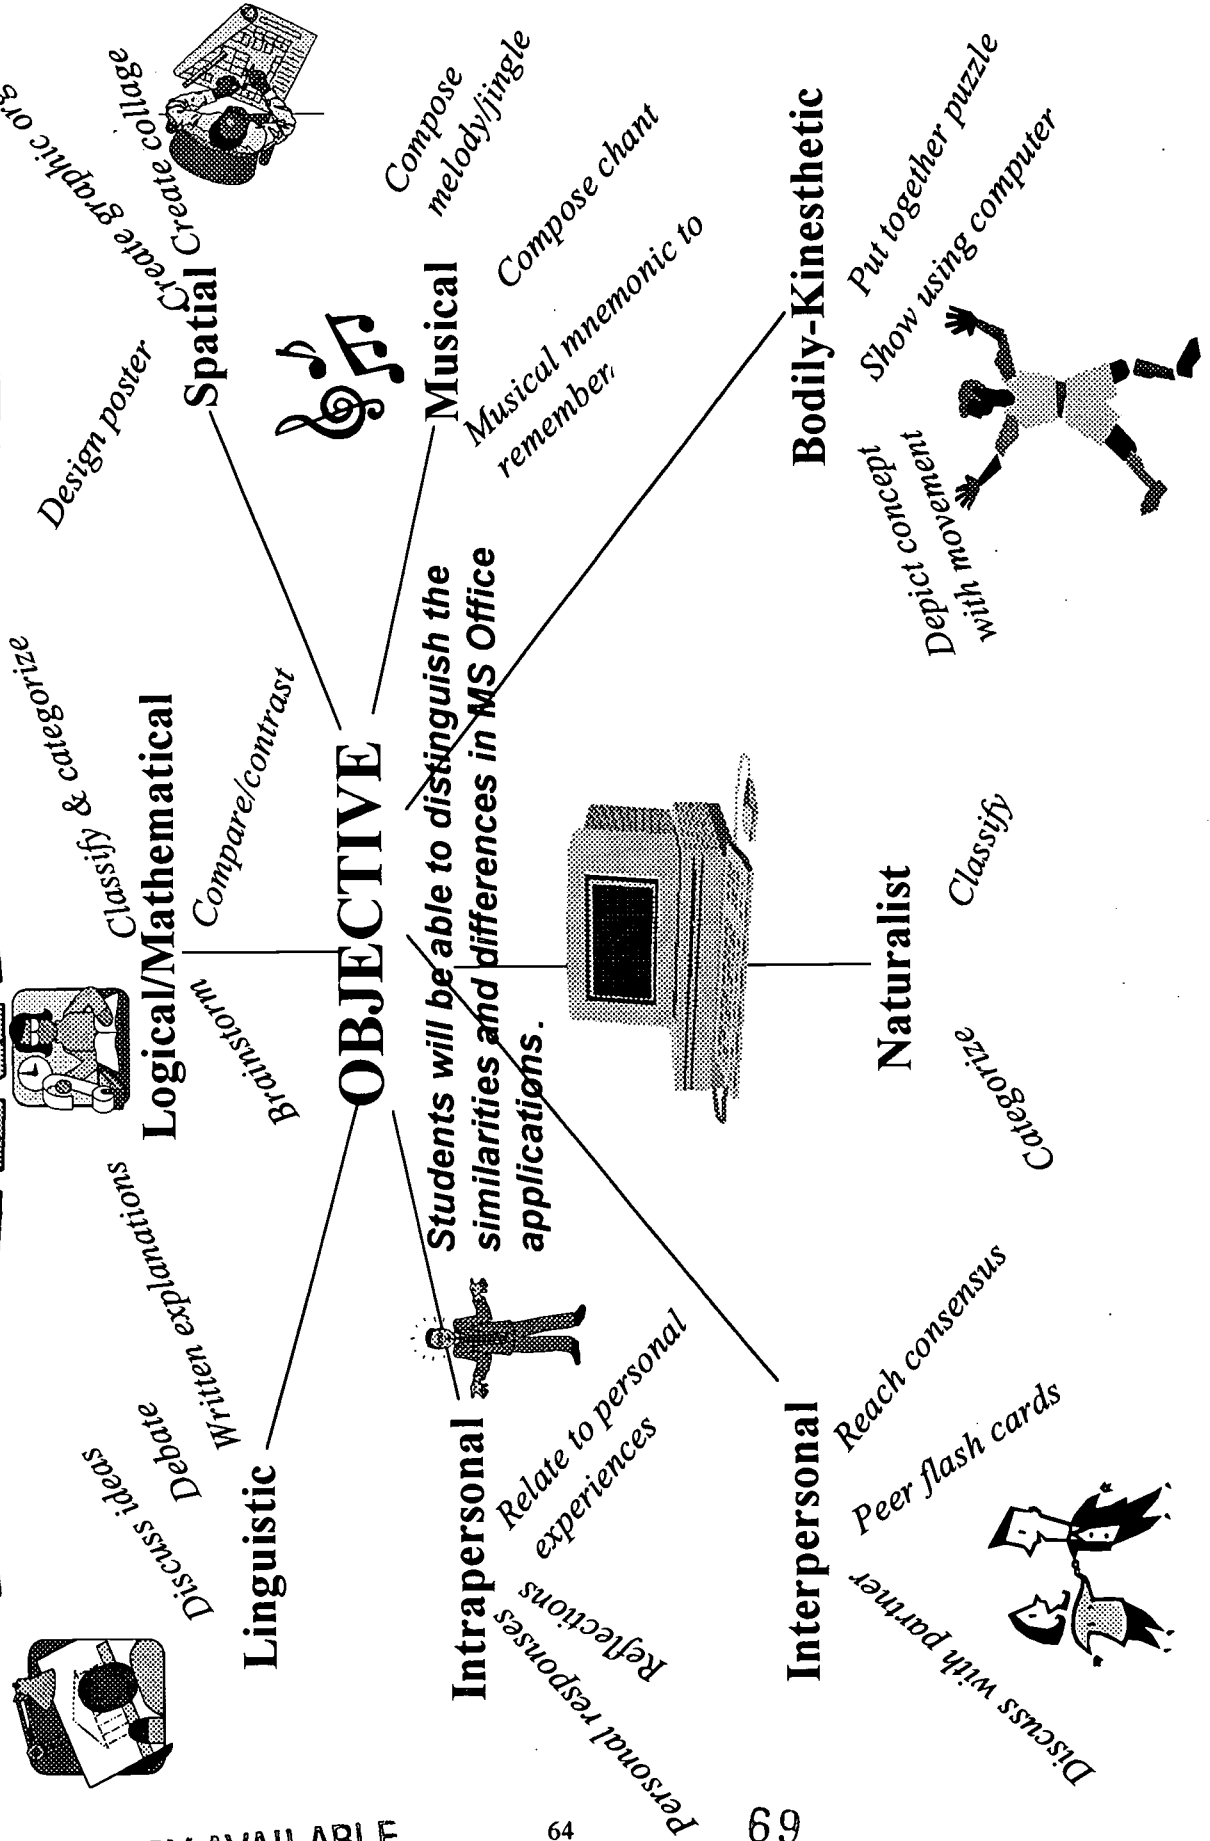 Discuss ideas
Debate
Written explanations
Linguistic
Classify & categorize
Logical/Mathematical
Brainstorm
Compare/contrast
Design poster
Create graphic
Create collage
Spatial
OBJECTIVE
Students will be able to distinguish the
similarities and differences in MS Office
applications.
Compose
melody/jingle
Musical
Compose chant
Musical mnemonic to
remember
Intrapersonal
Personal responses
Reflections
Relate to personal
experiences
Interpersonal
Discuss with partner
Peer flash cards
Reach consensus
Naturalist
Categorize
Classify
Bodily-Kinesthetic
Depict concept
with movement
Show using computer
Put together puzzle
AVAILABLE
64
69